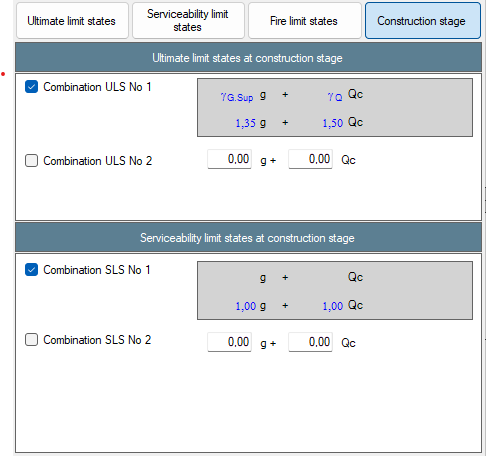 Ultimate limit states
Serviceability limit
states
Fire limit states
Construction stage
Ultimate limit states at construction stage
Combination ULS No 1
γG.Sup g + γQ Qc
1,35 g + 1,50 Qc
Combination ULS No 2
0,00 g + 0,00 Qc
Serviceability limit states at construction stage
Combination SLS No 1
g + Qc
1,00 g + 1,00 Qc
Combination SLS No 2
0,00 g + 0,00 Qc